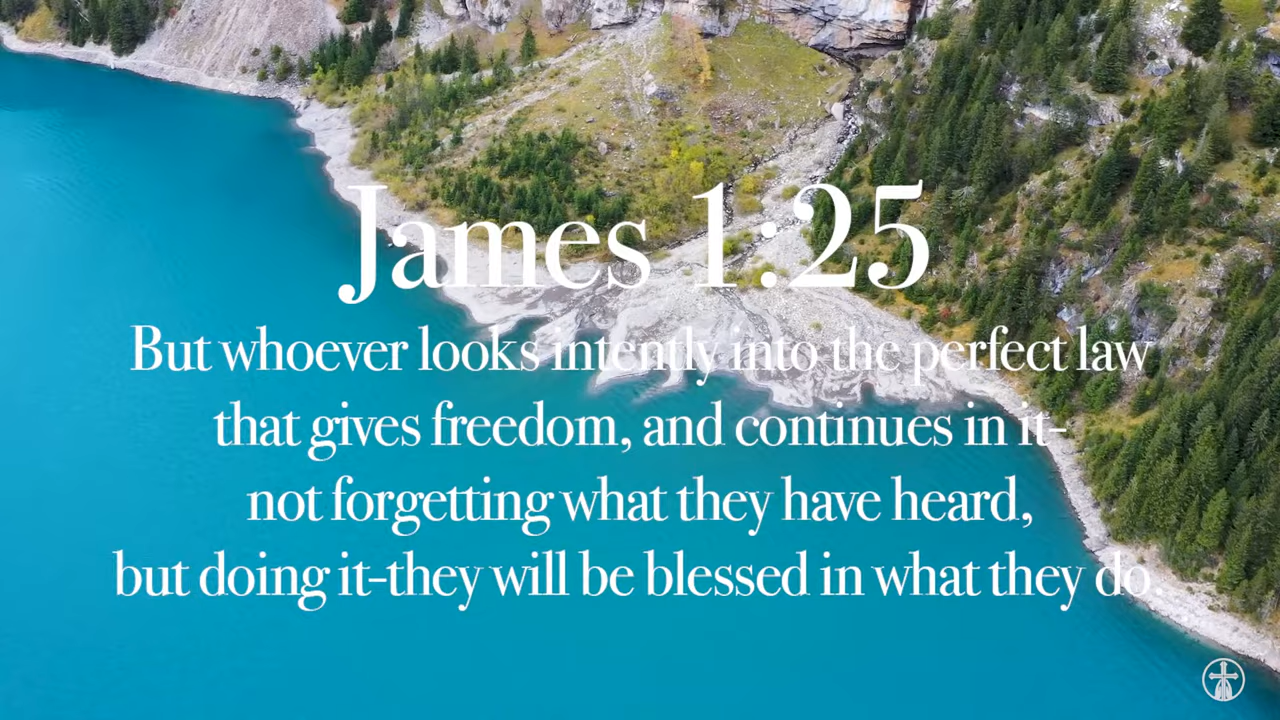 James 1:25
But whoever looks intently into the perfect law
that gives freedom, and continues in it-
not forgetting what they have heard,
but doing it-they will be blessed in what they do.